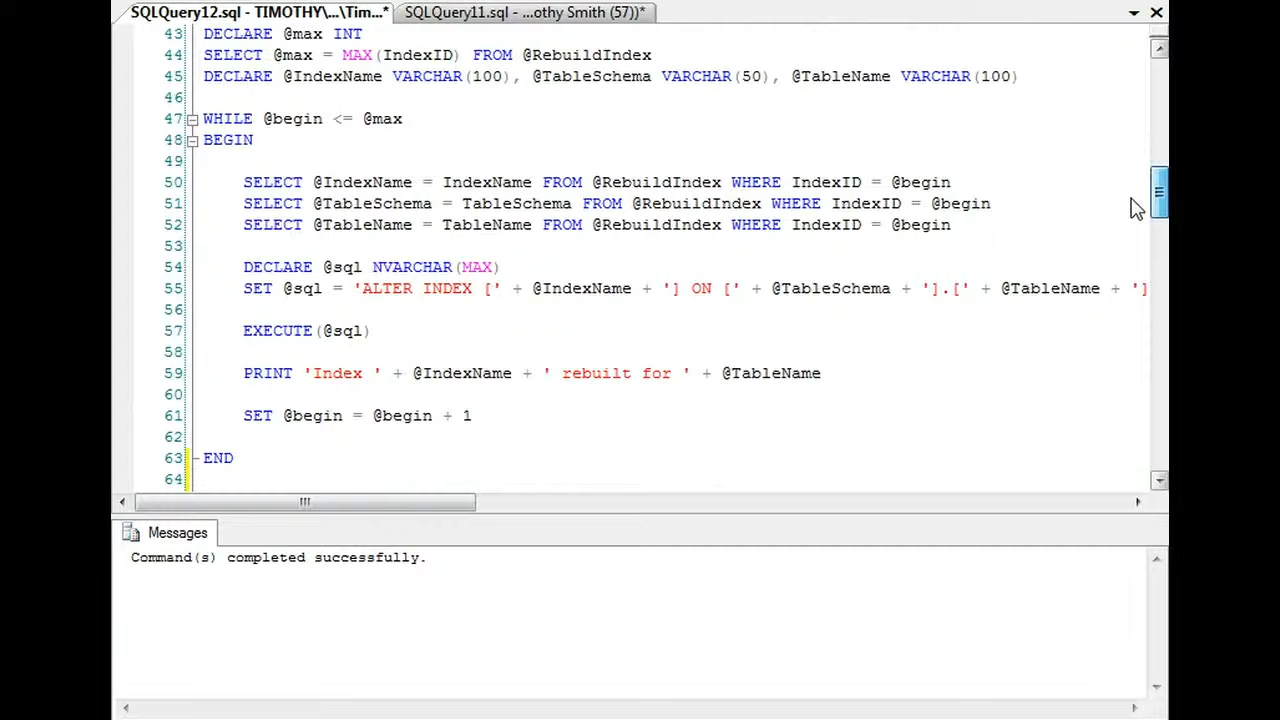 SQLQuery12.sql - TIMOTHY\...\Tim...* SQLQuery11.sql - ...othy Smith (57))*
43 DECLARE @max INT
44 SELECT @max = MAX(IndexID) FROM @RebuildIndex
45 DECLARE @IndexName VARCHAR(100), @TableSchema VARCHAR(50), @TableName VARCHAR(100)
46
47 WHILE @begin <= @max
48 BEGIN
49
50 SELECT @IndexName = IndexName FROM @RebuildIndex WHERE IndexID = @begin
51 SELECT @TableSchema = TableSchema FROM @RebuildIndex WHERE IndexID = @begin
52 SELECT @TableName = TableName FROM @RebuildIndex WHERE IndexID = @begin
53
54 DECLARE @sql NVARCHAR(MAX)
55 SET @sql = 'ALTER INDEX [' + @IndexName + '] ON [' + @TableSchema + '].[' + @TableName + ']
56
57 EXECUTE(@sql)
58
59 PRINT 'Index ' + @IndexName + ' rebuilt for ' + @TableName
60
61 SET @begin = @begin + 1
62
63 END
64
Messages
Command(s) completed successfully.